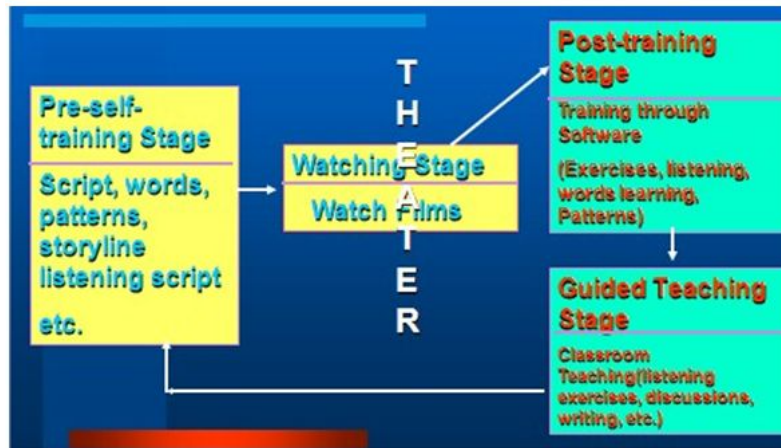 Pre-self-
training Stage
Script, words,
patterns,
storyline
listening script
etc.
THEATER
Watching Stage
Watch Films
Post-training
Stage
Training through
Software
(Exercises, listening,
words learning,
Patterns)
Guided Teaching
Stage
Classroom
Teaching(listening
exercises, discussions,
writing, etc.)